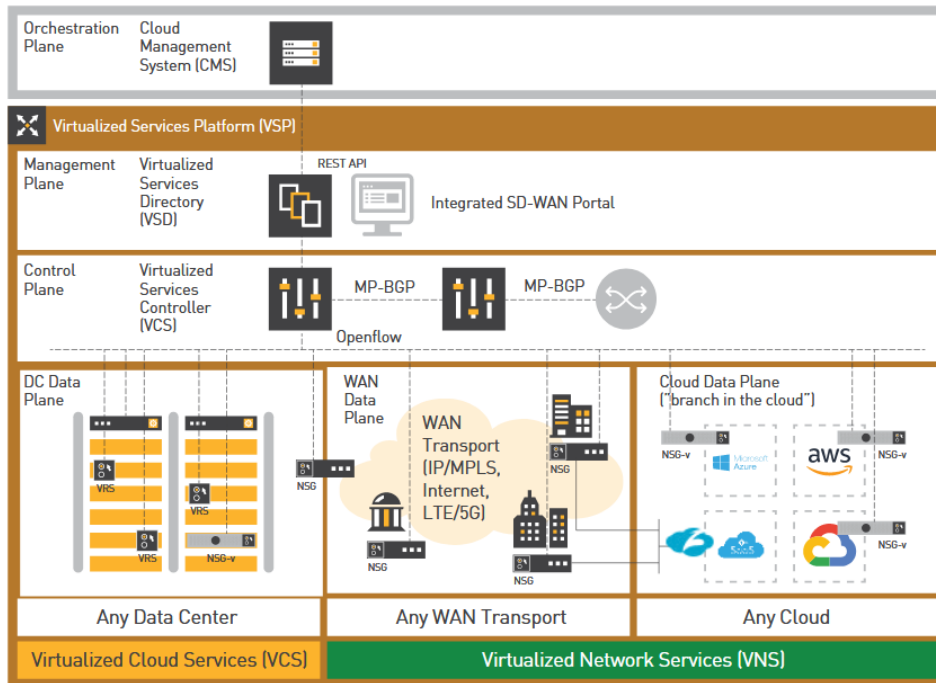 Orchestration
Plane
Cloud
Management
System (CMS)
Virtualized Services Platform (VSP)
Management
Plane
Virtualized
Services
Directory
(VSD)
REST API
Integrated SD-WAN Portal
Control
Plane
Virtualized
Services
Controller
(VCS)
MP-BGP
MP-BGP
Openflow
DC Data
Plane
VRS
VRS
VRS
NSG-v
NSG
WAN
Data
Plane
WAN
Transport
(IP/MPLS,
Internet,
LTE/5G)
NSG
NSG
NSG
Cloud Data Plane
("branch in the cloud")
NSG-v
Microsoft
Azure
aws
NSG-v
SaaS
NSG-v
Any Data Center
Any WAN Transport
Any Cloud
Virtualized Cloud Services (VCS)
Virtualized Network Services (VNS)